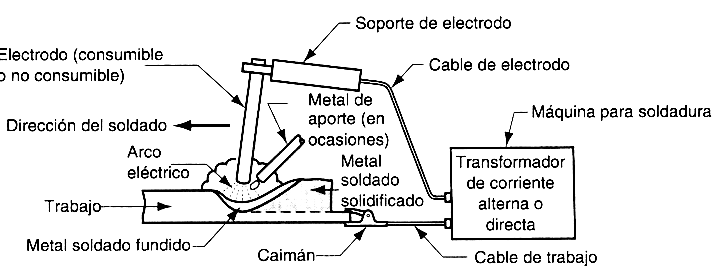 Soporte de electrodo
Electrodo (consumible
o no consumible)
Cable de electrodo
Metal de
aporte (en
ocasiones)
Máquina para soldadura
Dirección del soldado
Arco
eléctrico
Metal
soldado
solidificado
Transformador
de corriente
alterna o
directa
Trabajo
Metal soldado fundido
Caimán
Cable de trabajo